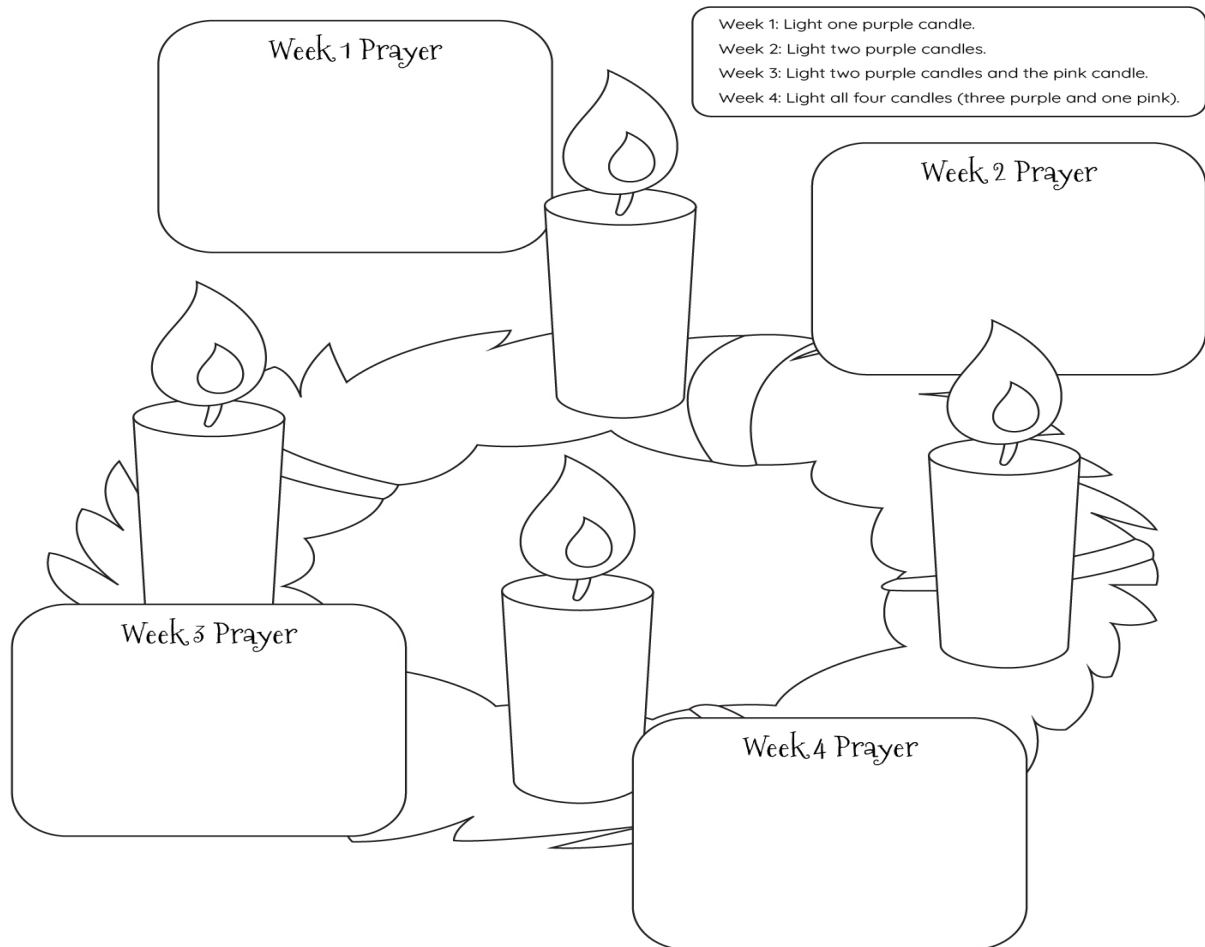 Week 1 Prayer
Week 1: Light one purple candle.
Week 2: Light two purple candles.
Week 3: Light two purple candles and the pink candle.
Week 4: Light all four candles (three purple and one pink).
Week 2 Prayer
Week 3 Prayer
Week 4 Prayer